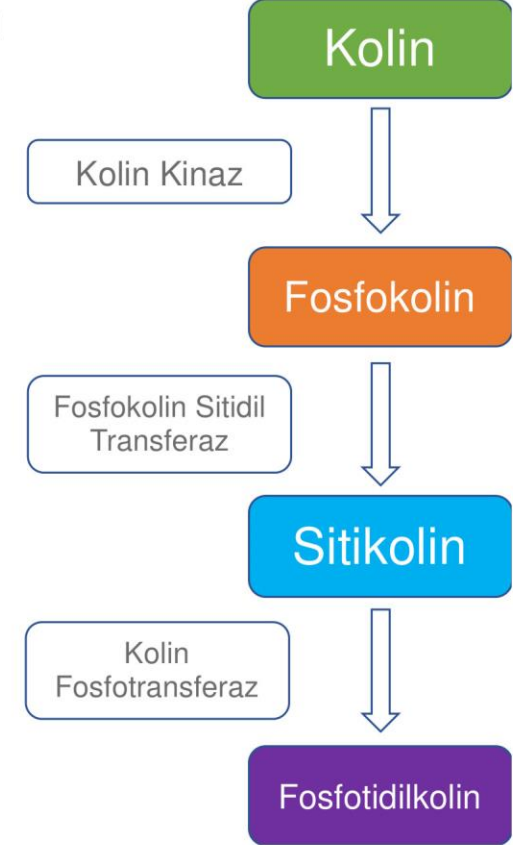 Kolin
Kolin Kinaz
Fosfokolin
Fosfokolin Sitidil
Transferaz
Sitikolin
Kolin
Fosfotransferaz
Fosfotidilkolin